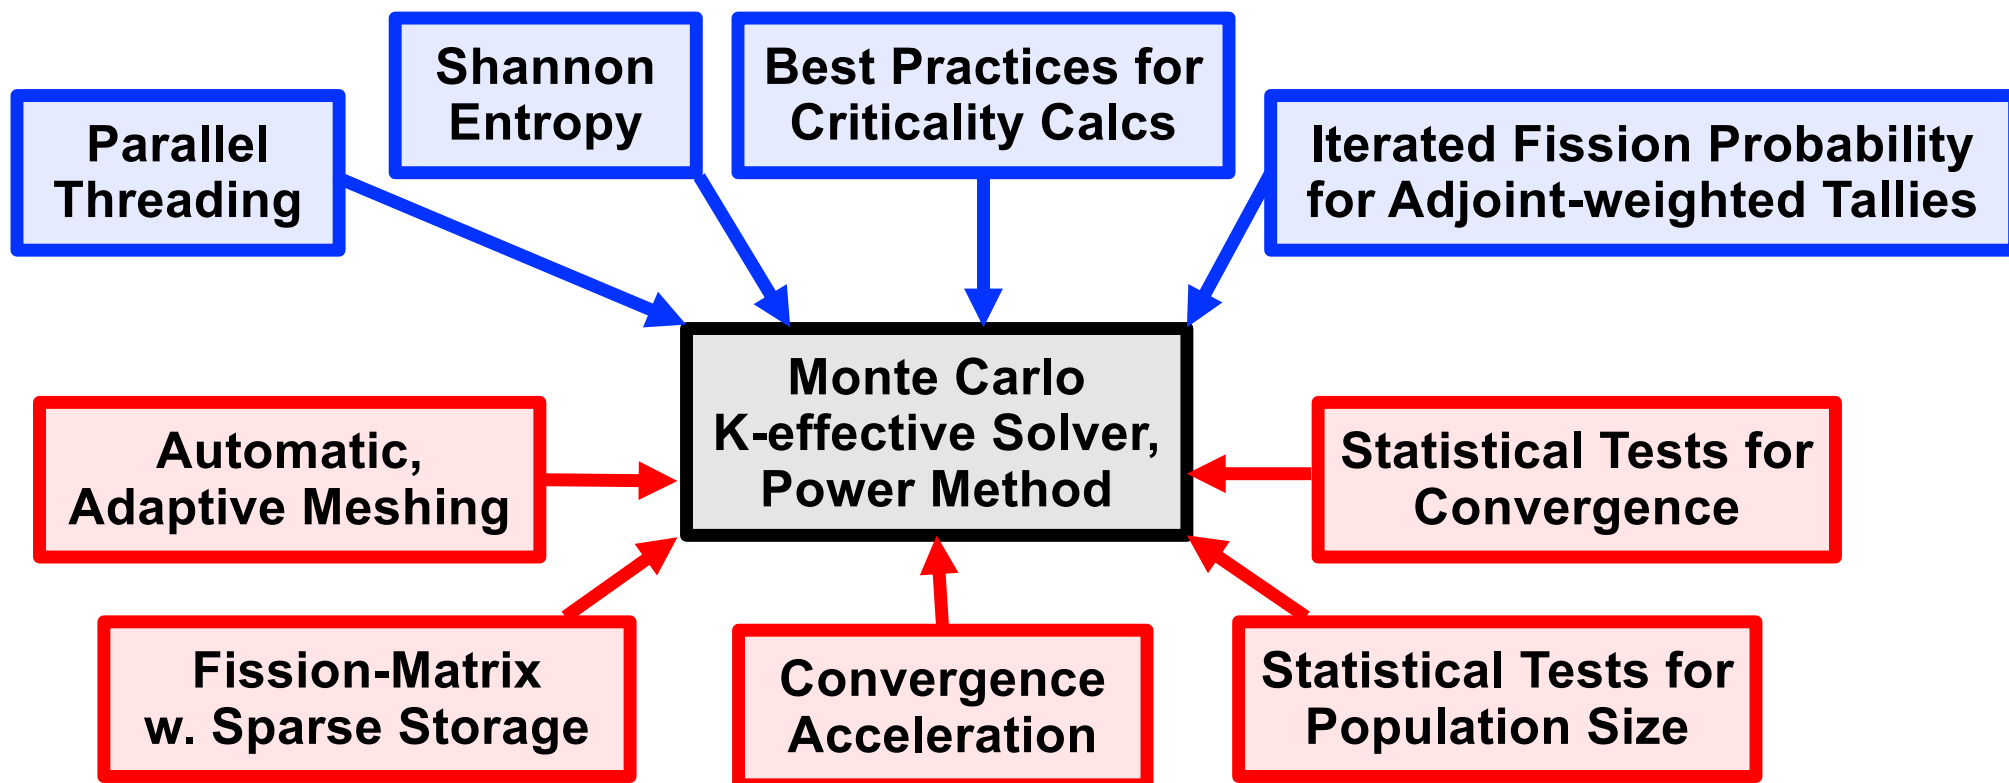 Parallel
Threading
Shannon
Entropy
Best Practices for
Criticality Calcs
Iterated Fission Probability
for Adjoint-weighted Tallies
Monte Carlo
K-effective Solver,
Power Method
Automatic,
Adaptive Meshing
Statistical Tests for
Convergence
Fission-Matrix
w. Sparse Storage
Convergence
Acceleration
Statistical Tests for
Population Size